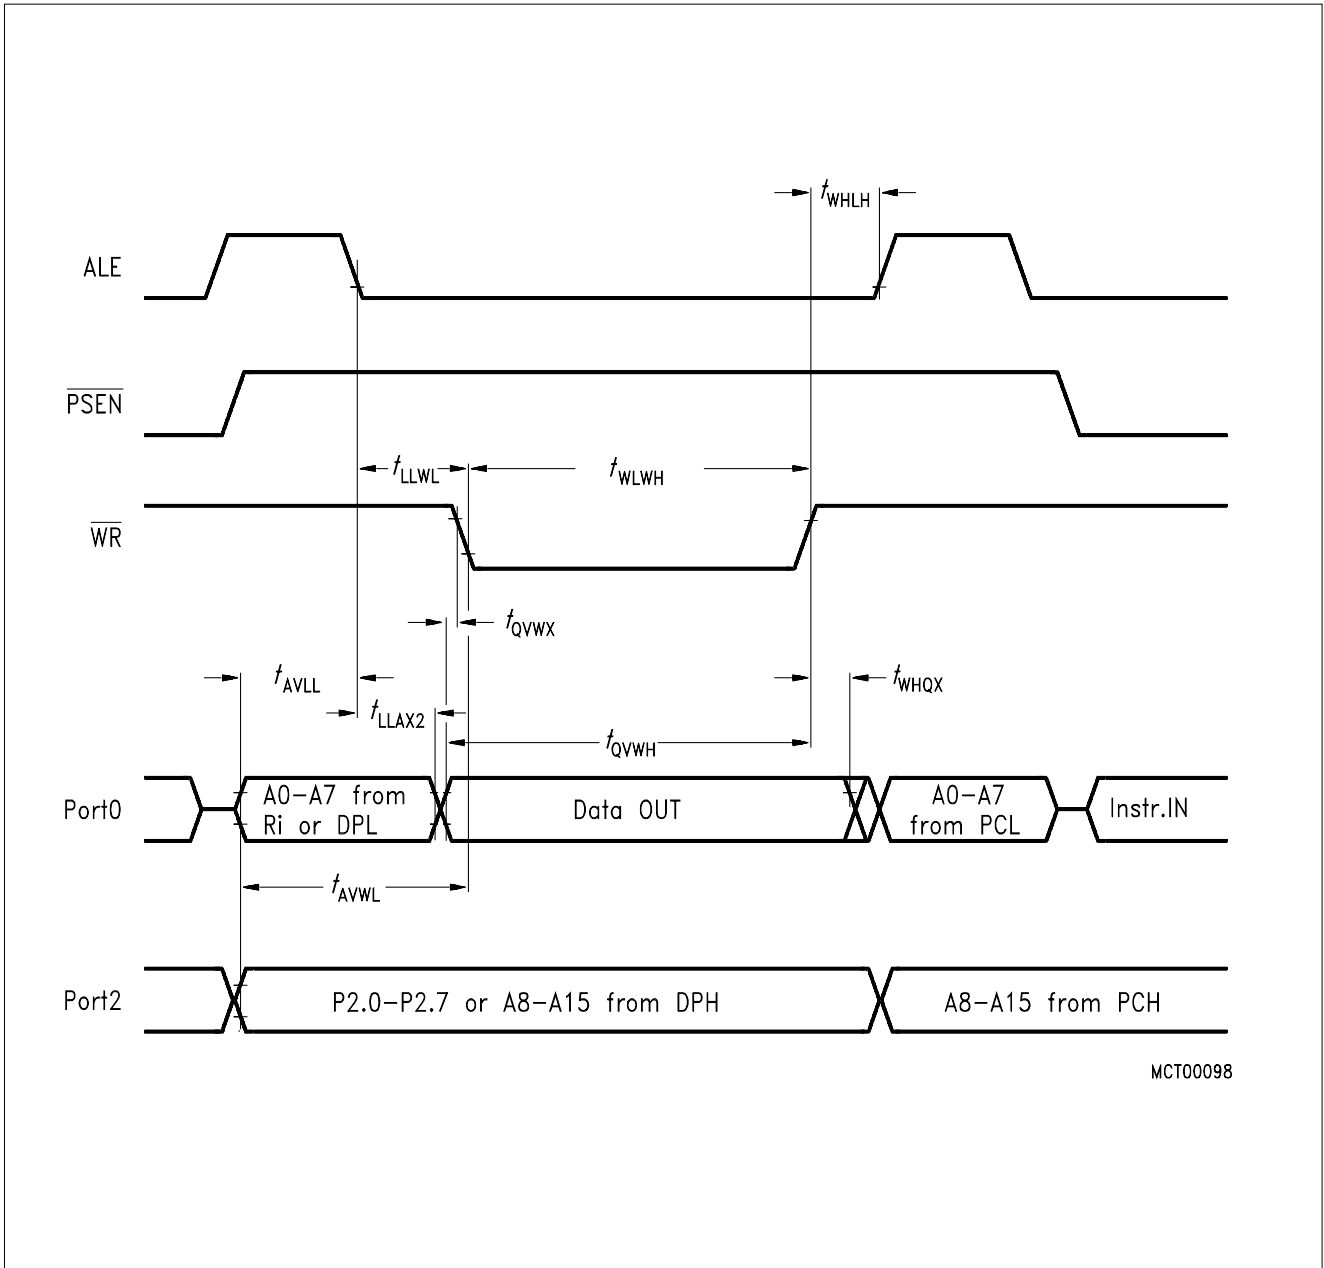 tWHLH
ALE
PSEN
tLLWL
tWLWH
WR
tQVWX
tAVLL
tWHQX
tLLAX2
tQVWH
Port0
A0-A7 from
Ri or DPL
Data OUT
A0-A7
from PCL
Instr.IN
tAVWL
Port2
P2.0-P2.7 or A8-A15 from DPH
A8-A15 from PCH
MCT00098